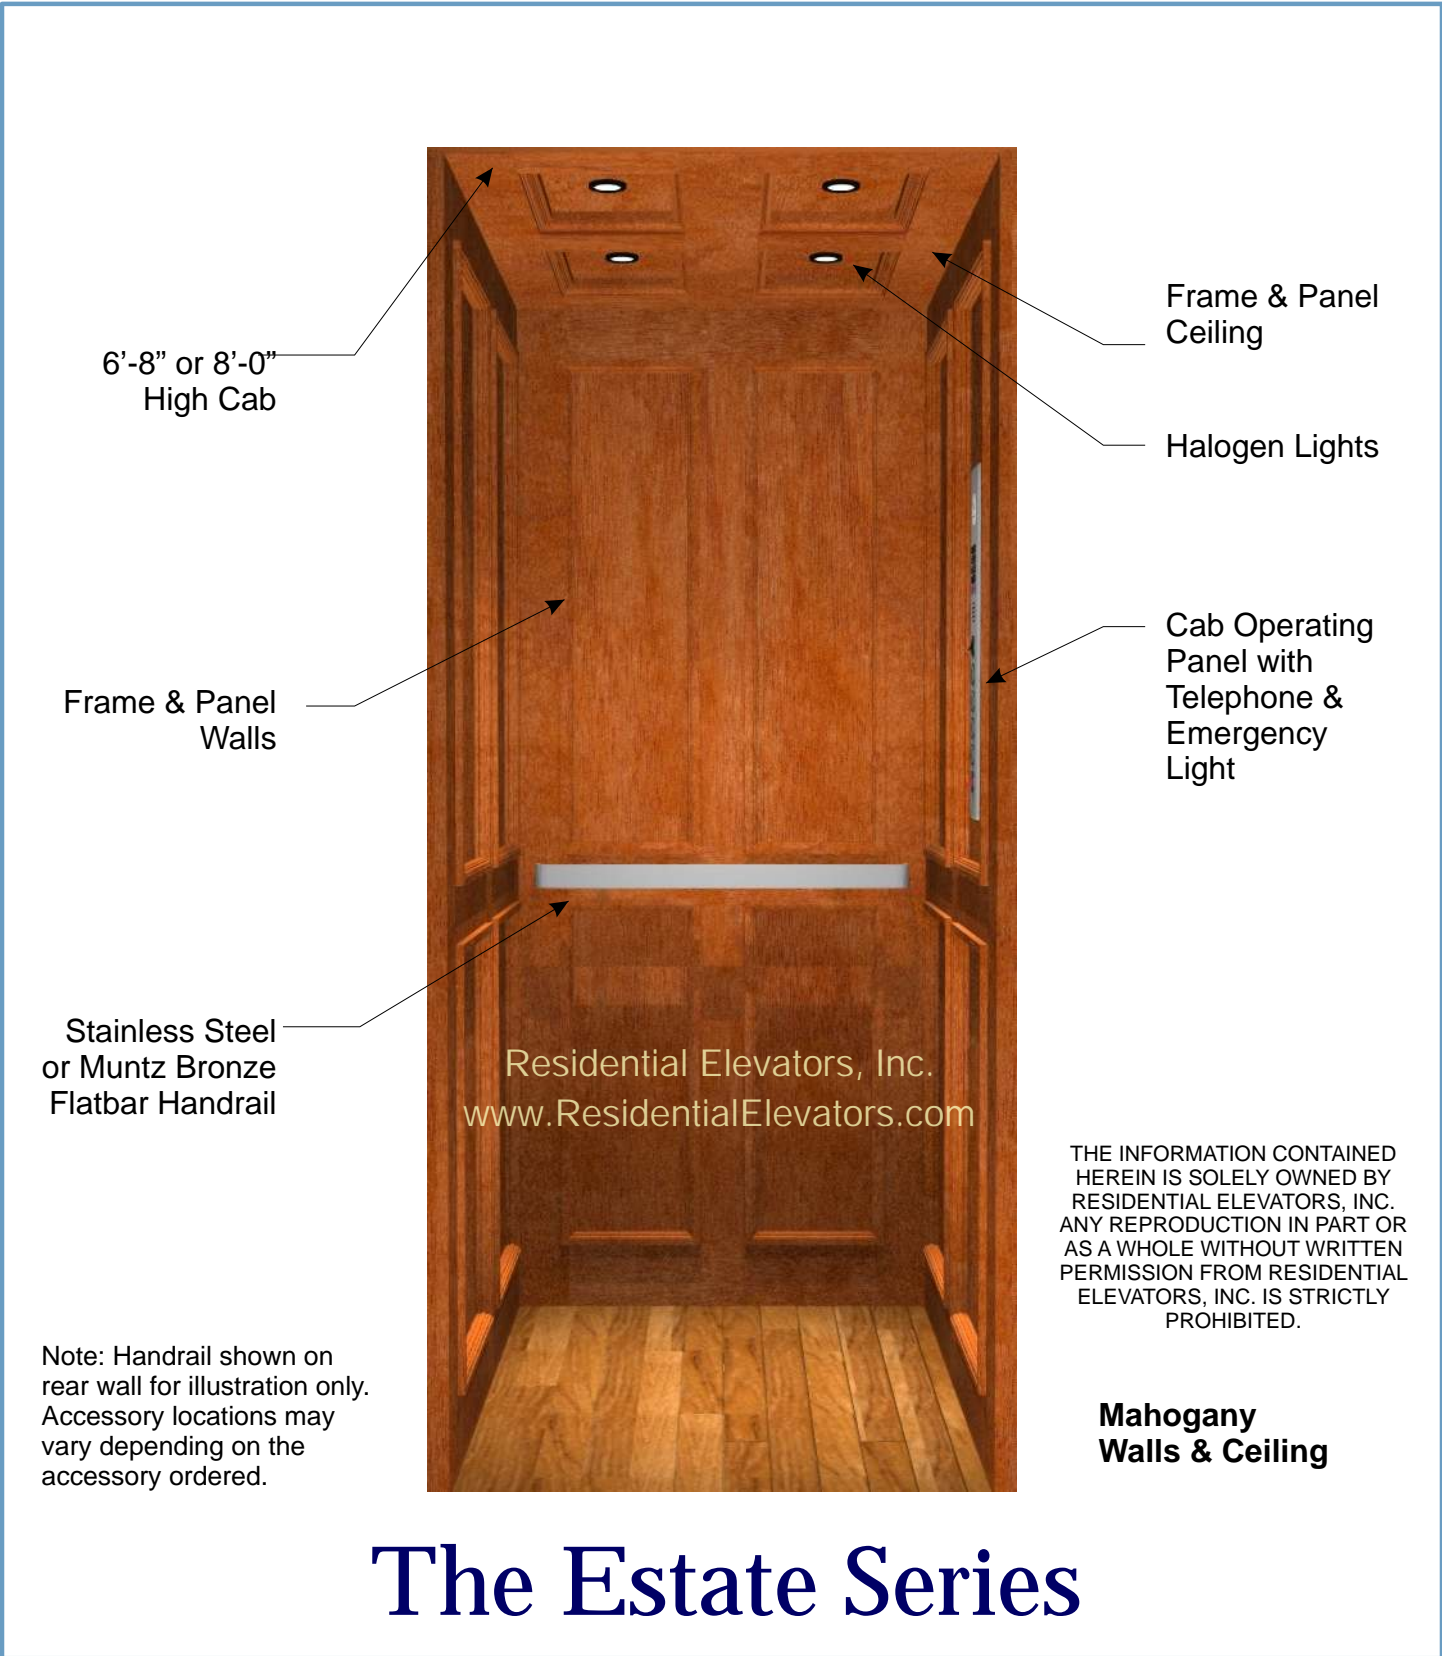 6’-8” or 8’-0”
High Cab
Frame & Panel
Walls
Stainless Steel
or Muntz Bronze
Flatbar Handrail
Note: Handrail shown on
rear wall for illustration only.
Accessory locations may
vary depending on the
accessory ordered.
Residential Elevators, Inc.
www.ResidentialElevators.com
Frame & Panel
Ceiling
Halogen Lights
Cab Operating
Panel with
Telephone &
Emergency
Light
THE INFORMATION CONTAINED
HEREIN IS SOLELY OWNED BY
RESIDENTIAL ELEVATORS, INC.
ANY REPRODUCTION IN PART OR
AS A WHOLE WITHOUT WRITTEN
PERMISSION FROM RESIDENTIAL
ELEVATORS, INC. IS STRICTLY
PROHIBITED.
Mahogany
Walls & Ceiling
The Estate Series